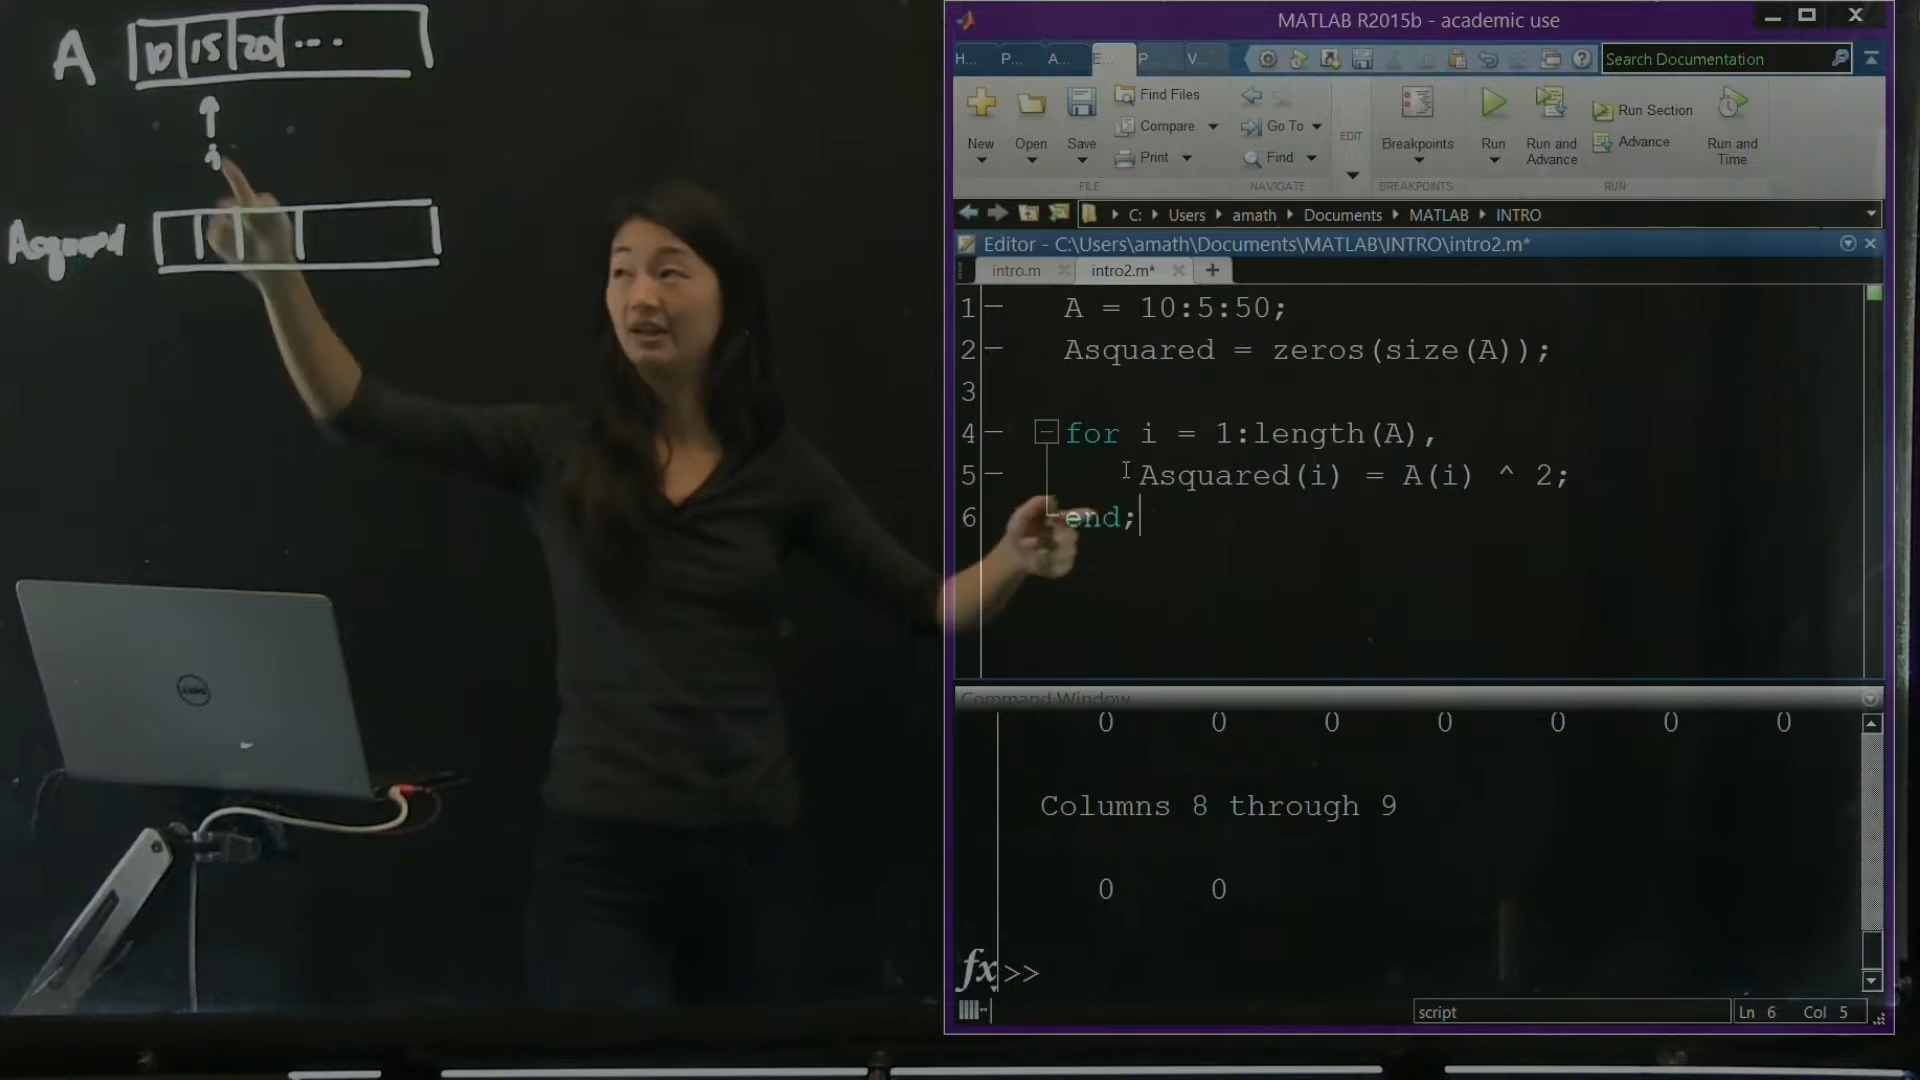 A 10 15 20 ...
i
Asquared
MATLAB R2015b - academic use
H... P... A... E... P... V...
Search Documentation
New
Open
Save
Find Files
Compare
Print
Go To
Find
EDIT
Breakpoints
Run
Run and Advance
Run Section
Advance
Run and Time
FILE NAVIGATE BREAKPOINTS RUN
C: Users amath Documents MATLAB INTRO
Editor - C:\Users\amath\Documents\MATLAB\INTRO\intro2.m*
intro.m intro2.m* +
1 A = 10:5:50;
2 Asquared = zeros(size(A));
3
4 for i = 1:length(A),
5 Asquared(i) = A(i) ^ 2;
6 end;
Command Window
0 0 0 0 0 0 0
Columns 8 through 9
0 0
fx >>
script Ln 6 Col 5
DELL